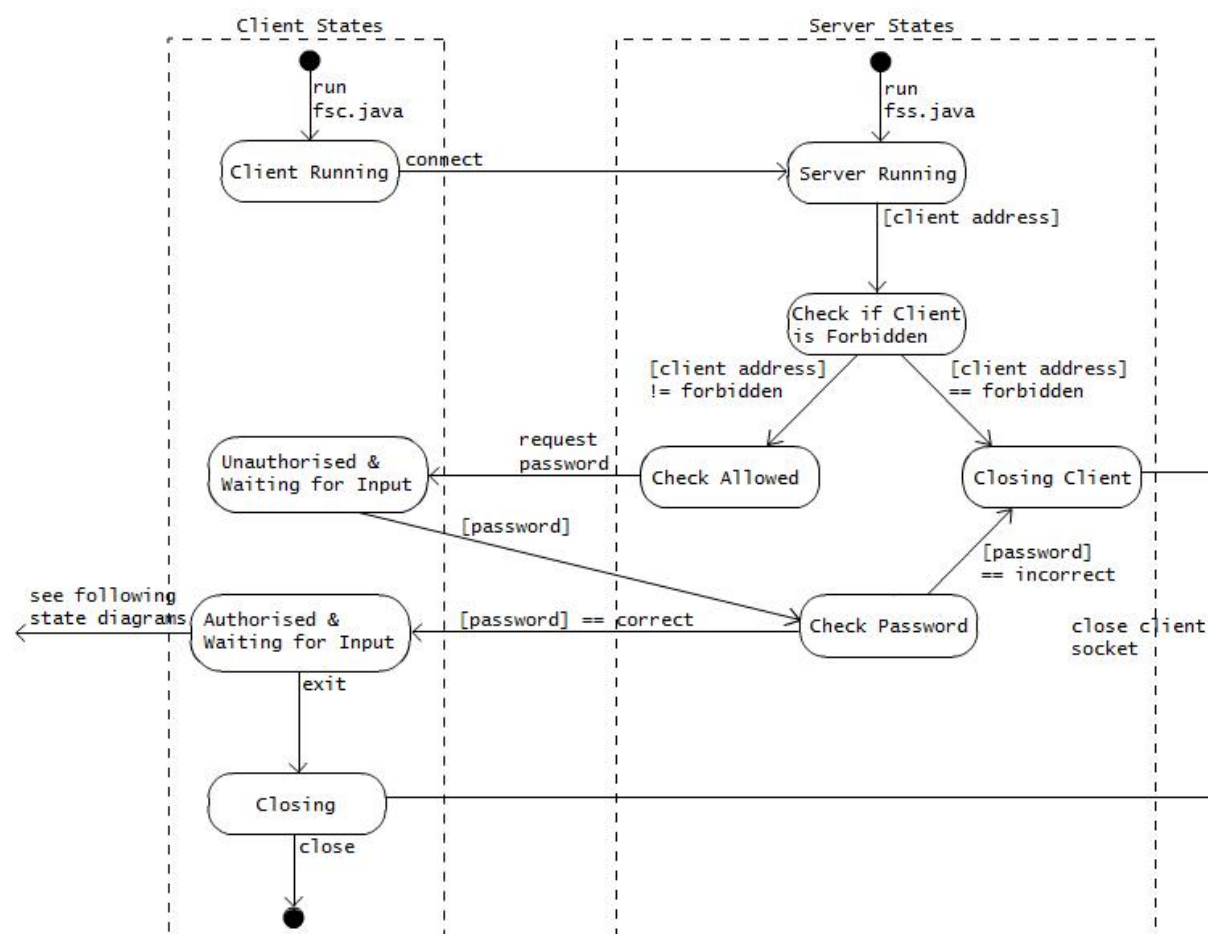 Client States
Server States
run
fsc.java
run
fss.java
Client Running
connect
Server Running
[client address]
Check if Client
is Forbidden
[client address]
!= forbidden
[client address]
== forbidden
request
password
Unauthorised &
Waiting for Input
Check Allowed
Closing Client
[password]
[password]
== incorrect
see following
state diagrams
Authorised &
Waiting for Input
[password] == correct
Check Password
close client
socket
exit
Closing
close